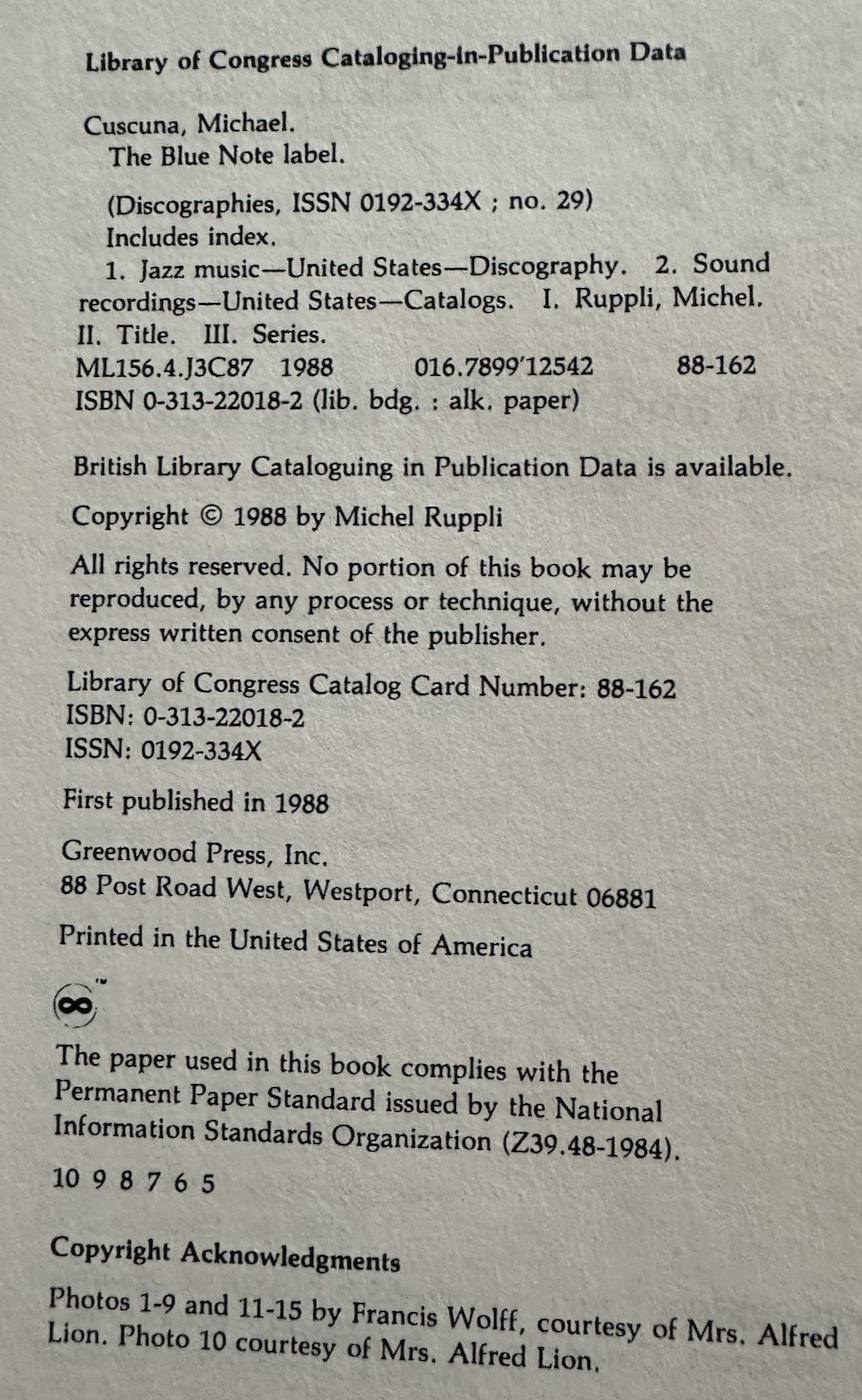 Library of Congress Cataloging-in-Publication Data
Cuscuna, Michael.
The Blue Note label.
(Discographies, ISSN 0192-334X ; no. 29)
Includes index.
1. Jazz music—United States—Discography. 2. Sound
recordings—United States—Catalogs. I. Ruppli, Michel.
II. Title. III. Series.
ML156.4.J3C87 1988 016.7899'12542 88-162
ISBN 0-313-22018-2 (lib. bdg. : alk. paper)
British Library Cataloguing in Publication Data is available.
Copyright © 1988 by Michel Ruppli
All rights reserved. No portion of this book may be
reproduced, by any process or technique, without the
express written consent of the publisher.
Library of Congress Catalog Card Number: 88-162
ISBN: 0-313-22018-2
ISSN: 0192-334X
First published in 1988
Greenwood Press, Inc.
88 Post Road West, Westport, Connecticut 06881
Printed in the United States of America
∞™
The paper used in this book complies with the
Permanent Paper Standard issued by the National
Information Standards Organization (Z39.48-1984).
10 9 8 7 6 5
Copyright Acknowledgments
Photos 1-9 and 11-15 by Francis Wolff, courtesy of Mrs. Alfred
Lion. Photo 10 courtesy of Mrs. Alfred Lion.